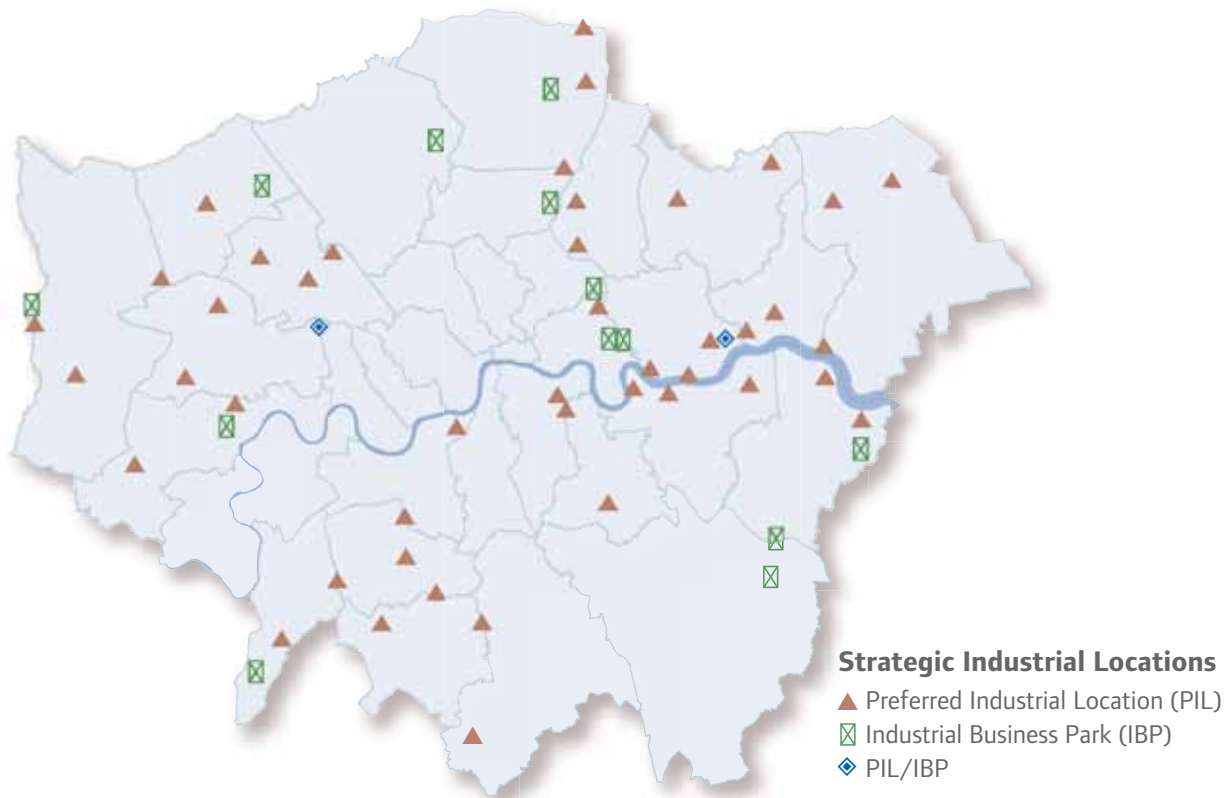 Strategic Industrial Locations
Preferred Industrial Location (PIL)
Industrial Business Park (IBP)
PIL/IBP